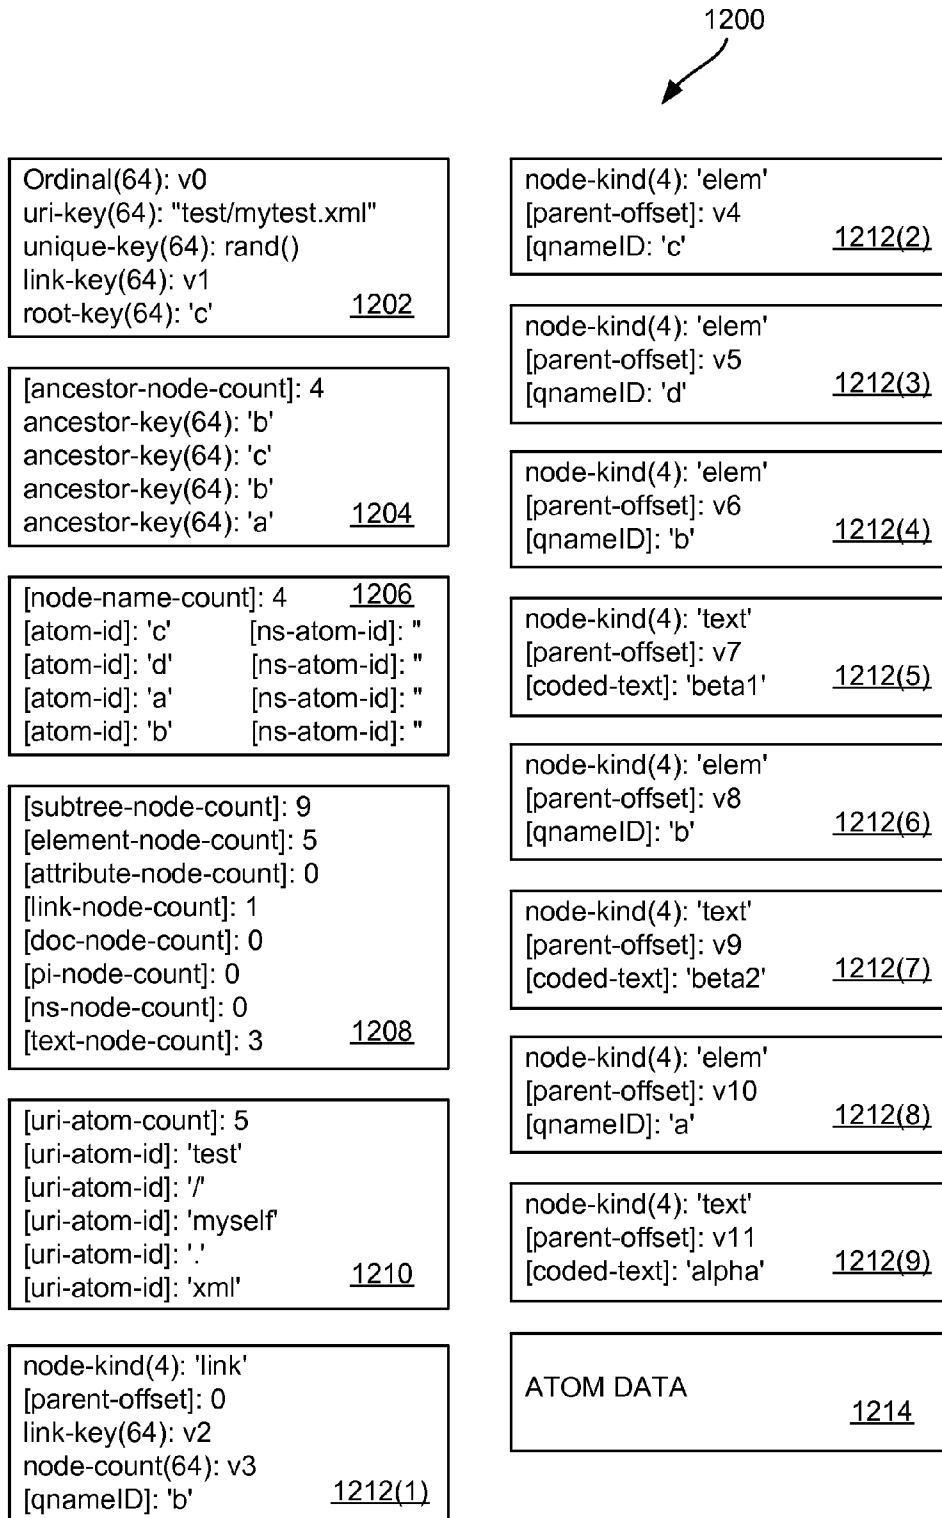 1200
Ordinal(64): v0
uri-key(64): "test/mytest.xml"
unique-key(64): rand()
link-key(64): v1
root-key(64): 'c' 1202
[ancestor-node-count]: 4
ancestor-key(64): 'b'
ancestor-key(64): 'c'
ancestor-key(64): 'b'
ancestor-key(64): 'a' 1204
[node-name-count]: 4 1206
[atom-id]: 'c' [ns-atom-id]: ''
[atom-id]: 'd' [ns-atom-id]: ''
[atom-id]: 'a' [ns-atom-id]: ''
[atom-id]: 'b' [ns-atom-id]: ''
[subtree-node-count]: 9
[element-node-count]: 5
[attribute-node-count]: 0
[link-node-count]: 1
[doc-node-count]: 0
[pi-node-count]: 0
[ns-node-count]: 0
[text-node-count]: 3 1208
[uri-atom-count]: 5
[uri-atom-id]: 'test'
[uri-atom-id]: '/'
[uri-atom-id]: 'myself'
[uri-atom-id]: '.'
[uri-atom-id]: 'xml' 1210
node-kind(4): 'link'
[parent-offset]: 0
link-key(64): v2
node-count(64): v3
[qnameID]: 'b' 1212(1)
node-kind(4): 'elem'
[parent-offset]: v4
[qnameID: 'c' 1212(2)
node-kind(4): 'elem'
[parent-offset]: v5
[qnameID: 'd' 1212(3)
node-kind(4): 'elem'
[parent-offset]: v6
[qnameID]: 'b' 1212(4)
node-kind(4): 'text'
[parent-offset]: v7
[coded-text]: 'beta1' 1212(5)
node-kind(4): 'elem'
[parent-offset]: v8
[qnameID]: 'b' 1212(6)
node-kind(4): 'text'
[parent-offset]: v9
[coded-text]: 'beta2' 1212(7)
node-kind(4): 'elem'
[parent-offset]: v10
[qnameID]: 'a' 1212(8)
node-kind(4): 'text'
[parent-offset]: v11
[coded-text]: 'alpha' 1212(9)
ATOM DATA
1214